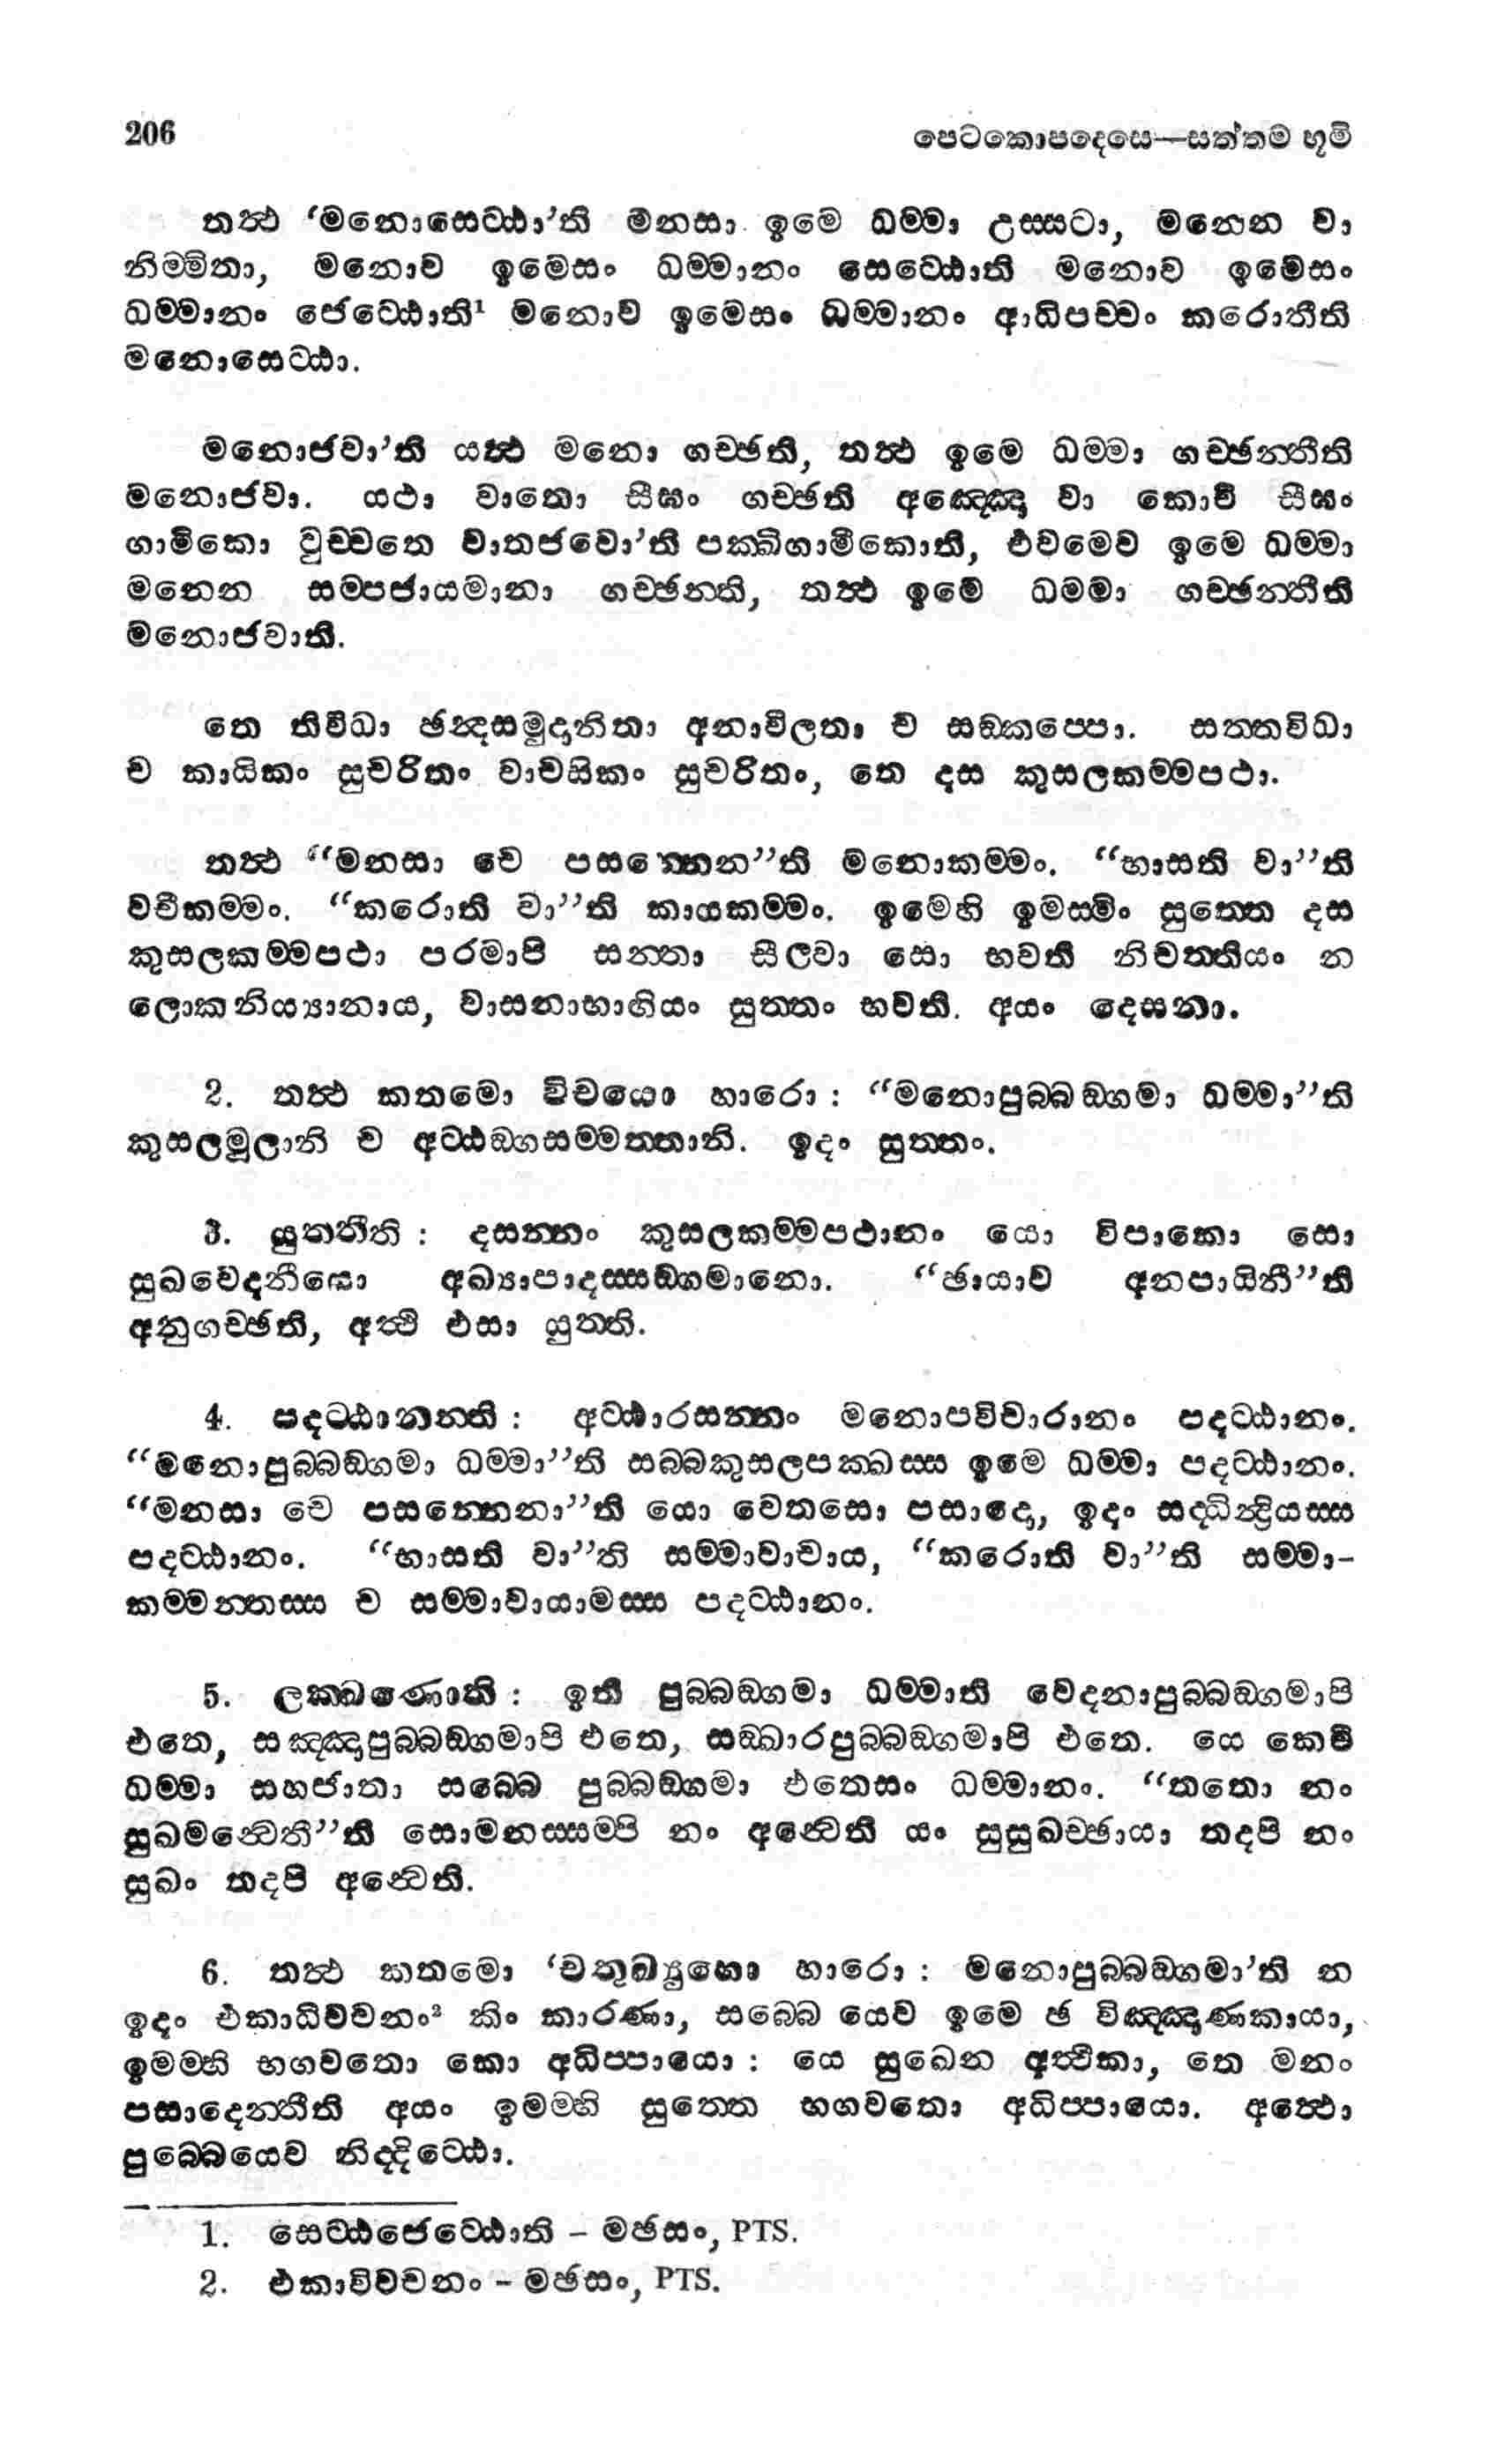 206 පෙටකොපදෙසෙ—සත්තම භූමි
තත්‍ථ ‘මනොසෙට්ඨා’ති මනසා ඉමෙ ධම්මා උස්සටා, මනෙන වා
නිම්මිතා, මනොව ඉමෙසං ධම්මානං සෙට්ඨොති මනොව ඉමෙසං
ධම්මානං ජෙට්ඨොති¹ මනොව ඉමෙසං ධම්මානං ආධිපච්චං කරොතීති
මනොසෙට්ඨා.
මනොජවා’ති යත්‍ථ මනො ගච්ඡති, තත්‍ථ ඉමෙ ධම්මා ගච්ඡන්තීති
මනොජවා. යථා වාතො සීඝං ගච්ඡති අඤ්ඤො වා කොචි සීඝං
ගාමිකො වුච්චතෙ වාතජවො’ති පක්ඛිගාමිකොති, එවමෙව ඉමෙ ධම්මා
මනෙන සම්පජායමානා ගච්ඡන්ති, තත්‍ථ ඉමෙ ධම්මා ගච්ඡන්තීති
මනොජවාති.
තෙ තිවිධා ඡන්‍දසමුදානිතා අනාවිලතා ච සඞ්කප්පො. සත්තවිධා
ච කායිකං සුචරිතං වාචසිකං සුචරිතං, තෙ දස කුසලකම්මපථා.
තත්‍ථ “මනසා චෙ පසන්නෙන”ති මනොකම්මං. “භාසති වා”ති
වචීකම්මං. “කරොති වා”ති කායකම්මං. ඉමෙහි ඉමස්මිං සුත්තෙ දස
කුසලකම්මපථා පරමාපි සන්තා සීලවා සො භවති නිචත්තියං න
ලොකනිය්‍යානාය, වාසනාභාගියං සුත්තං භවති. අයං දෙසනා.
2. තත්‍ථ කතමො විචයො හාරො : “මනොපුබ්බඞ්ගමා ධම්මා”ති
කුසලමූලානි ච අට්ඨඞ්ගසම්මත්තානි. ඉදං සුත්තං.
3. යුත්තීති : දසන්නං කුසලකම්මපථානං යො විපාකො සො
සුඛවෙදනීයො අඛ්‍යාපාදස්සඞ්ගමානො. “ඡායාව අනපායිනී”ති
අනුගච්ඡති, අත්‍ථි එසා යුත්ති.
4. පදට්ඨානන්ති : අට්ඨාරසන්නං මනොපවිචාරානං පදට්ඨානං.
“මනොපුබ්බඞ්ගමා ධම්මා”ති සබ්බකුසලපක්ඛස්ස ඉමෙ ධම්මා පදට්ඨානං.
“මනසා චෙ පසන්නෙනා”ති යො චෙතසො පසාදො, ඉදං සද්ධින්‍ද්‍රියස්ස
පදට්ඨානං. “භාසති වා”ති සම්මාවාචාය, “කරොති වා”ති සම්මා-
කම්මන්තස්ස ච සම්මාවායාමස්ස පදට්ඨානං.
5. ලක්ඛණොති : ඉති පුබ්බඞ්ගමා ධම්මාති වෙදනාපුබ්බඞ්ගමාපි
එතෙ, සඤ්ඤාපුබ්බඞ්ගමාපි එතෙ, සඞ්ඛාරපුබ්බඞ්ගමාපි එතෙ. යෙ කෙචි
ධම්මා සහජාතා සබ්බෙ පුබ්බඞ්ගමා එතෙසං ධම්මානං. “තතො නං
සුඛමන්‍වෙති”ති සොමනස්සම්පි නං අන්‍වෙති යං සුසුඛච්ඡායා තදපි නං
සුඛං තදපි අන්‍වෙති.
6. තත්‍ථ කතමො ‘චතුබ්‍යූහො හාරො : මනොපුබ්බඞ්ගමා’ති න
ඉදං එකාධිවචනං² කිං කාරණා, සබ්බෙ යෙව ඉමෙ ඡ විඤ්ඤාණකායා,
ඉමම්හි භගවතො කො අධිප්පායො : යෙ සුඛෙන අත්‍ථිකා, තෙ මනං
පසාදෙන්තීති අයං ඉමම්හි සුත්තෙ භගවතො අධිප්පායො. අත්‍ථො
පුබ්බෙයෙව නිද්දිට්ඨො.
1. සෙට්ඨජෙට්ඨොති – මඡසං, PTS.
2. එකාවිවචනං – මඡසං, PTS.